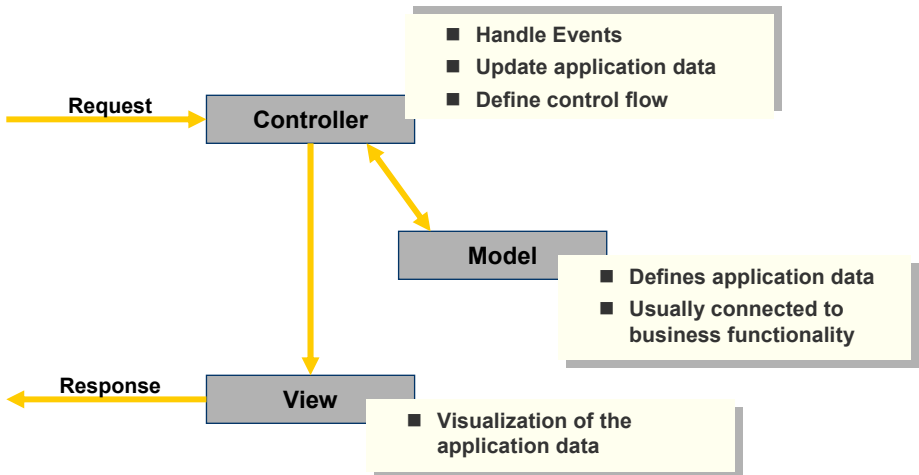 ■ Handle Events
■ Update application data
■ Define control flow
Request
Controller
Model
■ Defines application data
■ Usually connected to
business functionality
Response
View
■ Visualization of the
application data